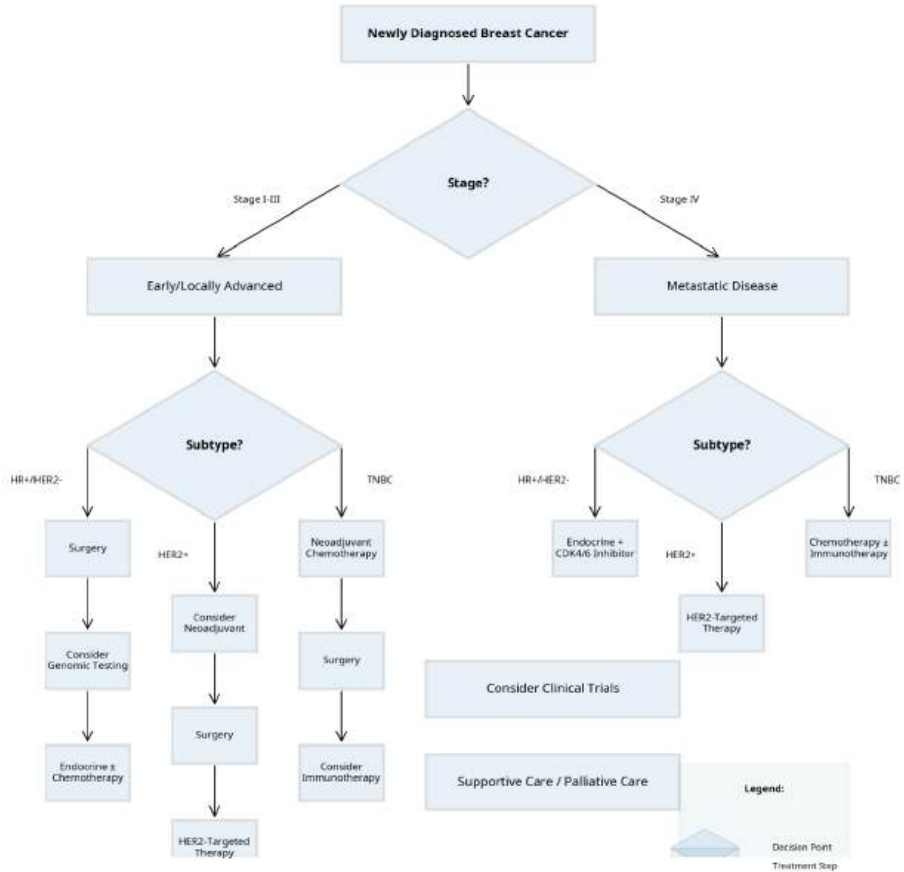 Newly Diagnosed Breast Cancer
Stage?
Stage I-III
Stage IV
Early/Locally Advanced
Metastatic Disease
Subtype?
Subtype?
HR+/HER2-
TNBC
HR+/HER2-
TNBC
Surgery
HER2+
Neoadjuvant
Chemotherapy
Endocrine +
CDK4/6 Inhibitor
HER2+
Chemotherapy ±
Immunotherapy
Consider
Neoadjuvant
HER2-Targeted
Therapy
Consider
Genomic Testing
Surgery
Consider Clinical Trials
Surgery
Endocrine ±
Chemotherapy
Consider
Immunotherapy
Supportive Care / Palliative Care
Legend:
HER2-Targeted
Therapy
Decision Point
Treatment Step